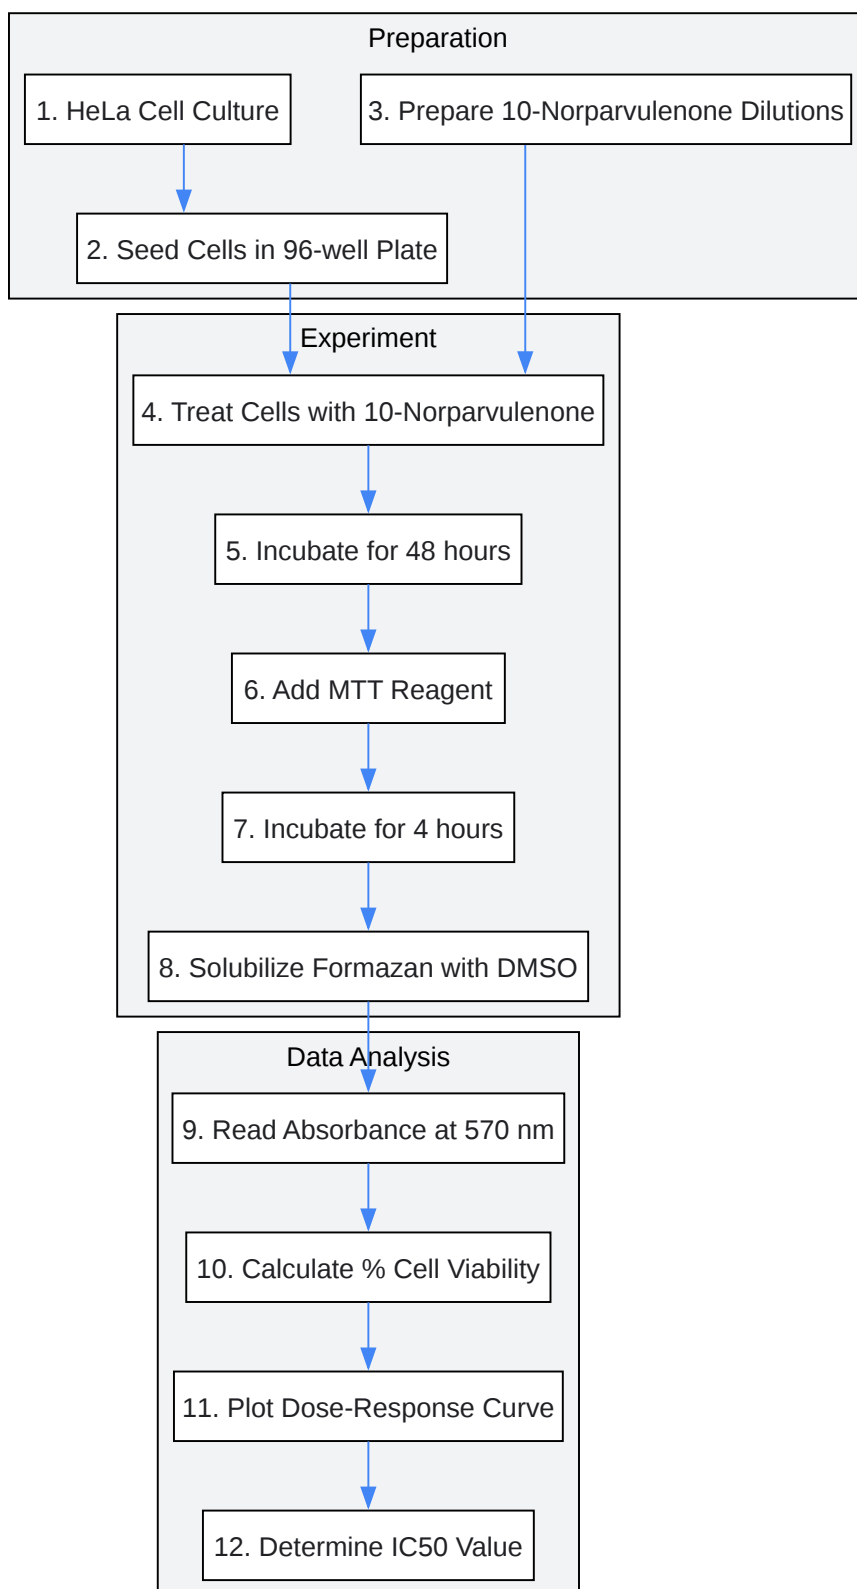 Preparation
1. HeLa Cell Culture
3. Prepare 10-Norparvulenone Dilutions
2. Seed Cells in 96-well Plate
Experiment
4. Treat Cells with 10-Norparvulenone
5. Incubate for 48 hours
6. Add MTT Reagent
7. Incubate for 4 hours
8. Solubilize Formazan with DMSO
Data Analysis
9. Read Absorbance at 570 nm
10. Calculate % Cell Viability
11. Plot Dose-Response Curve
12. Determine IC50 Value